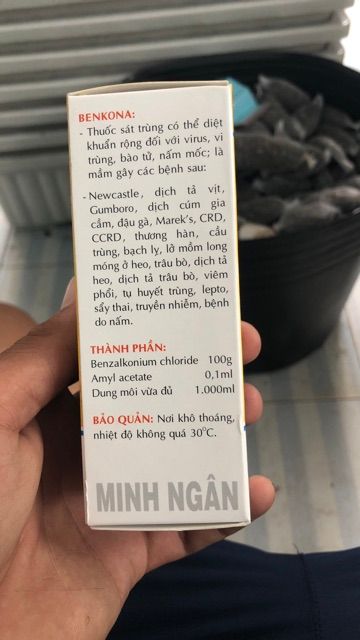 BENKONA:
- Thuốc sát trùng có thể diệt
khuẩn rộng đối với virus, vi
trùng, bào tử, nấm mốc; là
mầm gây các bệnh sau:
- Newcastle, dịch tả vịt,
Gumboro, dịch cúm gia
cầm, đậu gà, Marek's, CRD,
CCRD, thương hàn, cầu
trùng, bạch lỵ, lở mồm long
móng ở heo, trâu bò, dịch tả
heo, dịch tả trâu bò, viêm
phổi, tụ huyết trùng, lepto,
sẩy thai, truyền nhiễm, bệnh
do nấm.
THÀNH PHẦN:
Benzalkonium chloride 100g
Amyl acetate 0,1ml
Dung môi vừa đủ 1.000ml
BẢO QUẢN: Nơi khô thoáng,
nhiệt độ không quá 30°C.
MINH NGÂN